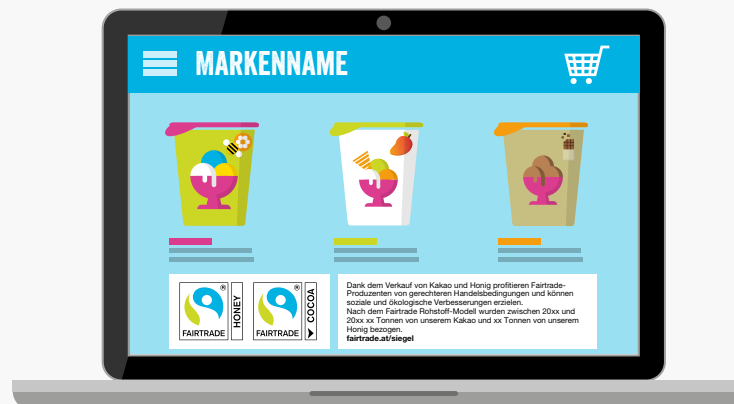 MARKENNAME
FAIRTRADE
®
HONEY
FAIRTRADE
®
COCOA
Dank dem Verkauf von Kakao und Honig profitieren Fairtrade-
Produzenten von gerechteren Handelsbedingungen und können
soziale und ökologische Verbesserungen erzielen.
Nach dem Fairtrade Rohstoff-Modell wurden zwischen 20xx und
20xx xx Tonnen von unserem Kakao und xx Tonnen von unserem
Honig bezogen.
fairtrade.at/siegel